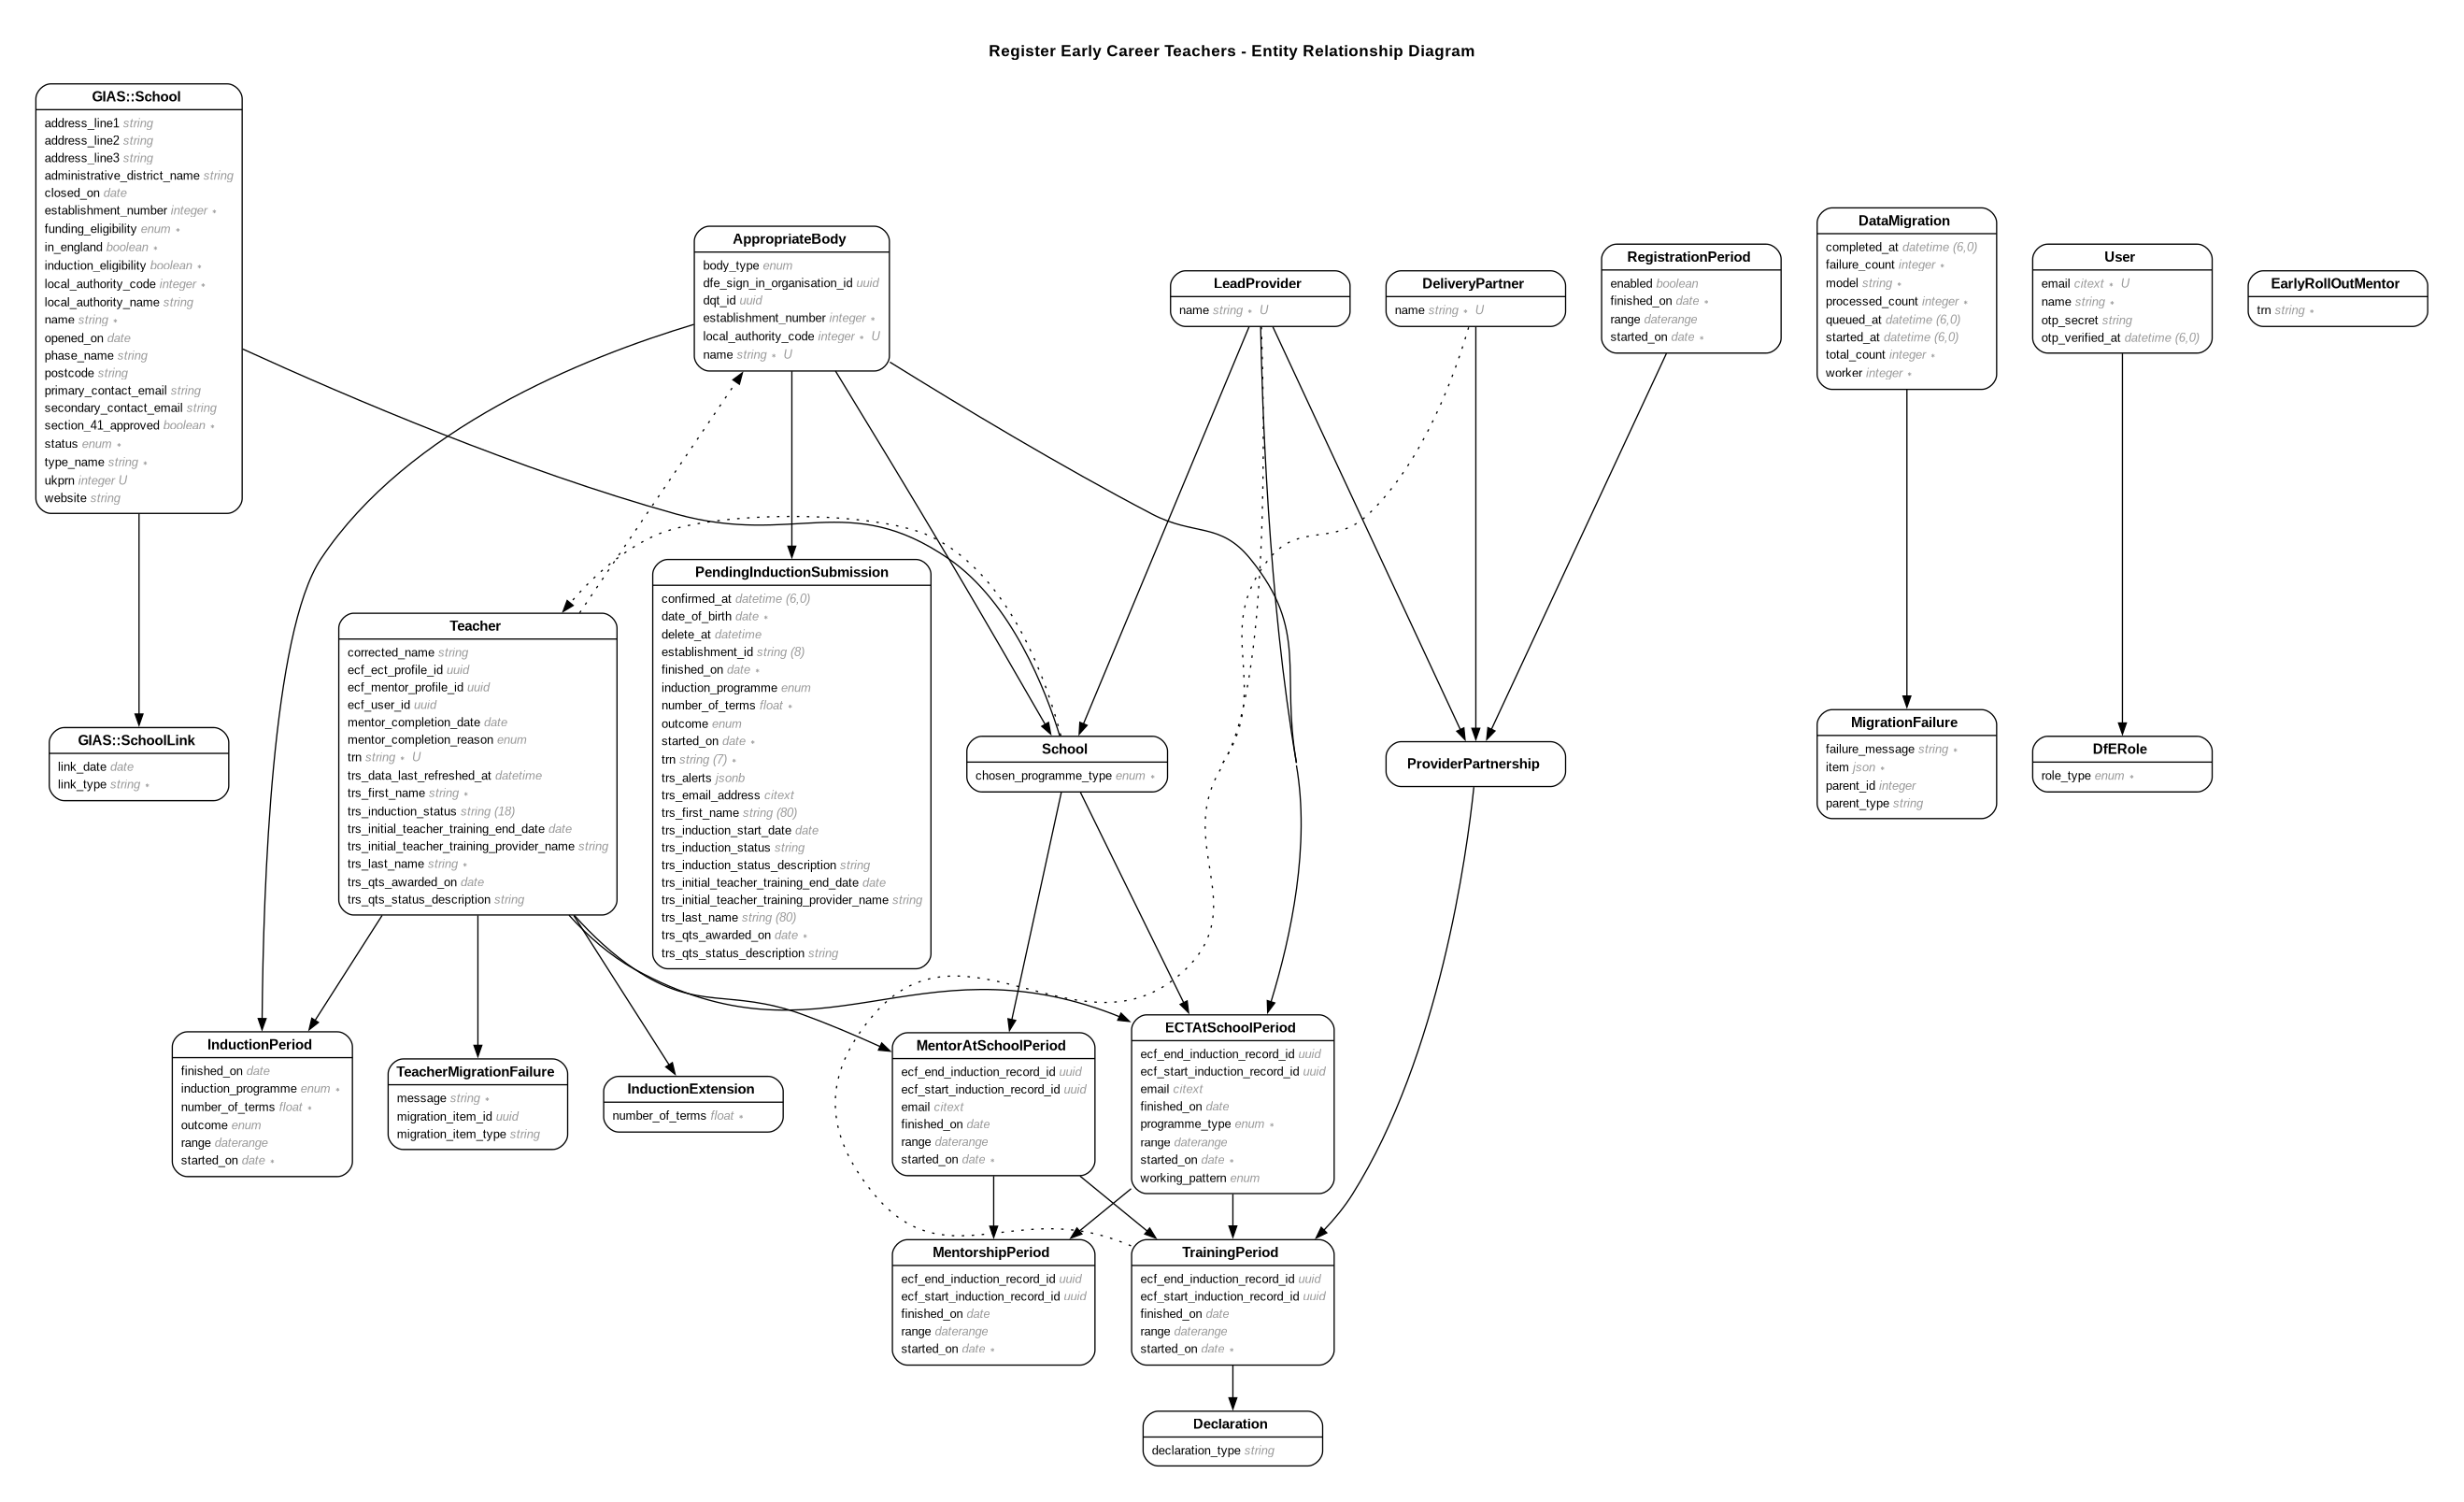 Register Early Career Teachers - Entity Relationship Diagram
GIAS::School
address_line1 string
address_line2 string
address_line3 string
administrative_district_name string
closed_on date
establishment_number integer ∗
funding_eligibility enum ∗
in_england boolean ∗
induction_eligibility boolean ∗
local_authority_code integer ∗
local_authority_name string
name string ∗
opened_on date
phase_name string
postcode string
primary_contact_email string
secondary_contact_email string
section_41_approved boolean ∗
status enum ∗
type_name string ∗
ukprn integer U
website string
AppropriateBody
body_type enum
dfe_sign_in_organisation_id uuid
dqt_id uuid
establishment_number integer ∗
local_authority_code integer ∗ U
name string ∗ U
LeadProvider
name string ∗ U
DeliveryPartner
name string ∗ U
RegistrationPeriod
enabled boolean
finished_on date ∗
range daterange
started_on date ∗
DataMigration
completed_at datetime (6,0)
failure_count integer ∗
model string ∗
processed_count integer ∗
queued_at datetime (6,0)
started_at datetime (6,0)
total_count integer ∗
worker integer ∗
User
email citext ∗ U
name string ∗
otp_secret string
otp_verified_at datetime (6,0)
EarlyRollOutMentor
trn string ∗
Teacher
corrected_name string
ecf_ect_profile_id uuid
ecf_mentor_profile_id uuid
ecf_user_id uuid
mentor_completion_date date
mentor_completion_reason enum
trn string ∗ U
trs_data_last_refreshed_at datetime
trs_first_name string ∗
trs_induction_status string (18)
trs_initial_teacher_training_end_date date
trs_initial_teacher_training_provider_name string
trs_last_name string ∗
trs_qts_awarded_on date
trs_qts_status_description string
PendingInductionSubmission
confirmed_at datetime (6,0)
date_of_birth date ∗
delete_at datetime
establishment_id string (8)
finished_on date ∗
induction_programme enum
number_of_terms float ∗
outcome enum
started_on date ∗
trn string (7) ∗
trs_alerts jsonb
trs_email_address citext
trs_first_name string (80)
trs_induction_start_date date
trs_induction_status string
trs_induction_status_description string
trs_initial_teacher_training_end_date date
trs_initial_teacher_training_provider_name string
trs_last_name string (80)
trs_qts_awarded_on date ∗
trs_qts_status_description string
GIAS::SchoolLink
link_date date
link_type string ∗
School
chosen_programme_type enum ∗
ProviderPartnership
MigrationFailure
failure_message string ∗
item json ∗
parent_id integer
parent_type string
DfERole
role_type enum ∗
InductionPeriod
finished_on date
induction_programme enum ∗
number_of_terms float ∗
outcome enum
range daterange
started_on date ∗
TeacherMigrationFailure
message string ∗
migration_item_id uuid
migration_item_type string
InductionExtension
number_of_terms float ∗
MentorAtSchoolPeriod
ecf_end_induction_record_id uuid
ecf_start_induction_record_id uuid
email citext
finished_on date
range daterange
started_on date ∗
ECTAtSchoolPeriod
ecf_end_induction_record_id uuid
ecf_start_induction_record_id uuid
email citext
finished_on date
programme_type enum ∗
range daterange
started_on date ∗
working_pattern enum
MentorshipPeriod
ecf_end_induction_record_id uuid
ecf_start_induction_record_id uuid
finished_on date
range daterange
started_on date ∗
TrainingPeriod
ecf_end_induction_record_id uuid
ecf_start_induction_record_id uuid
finished_on date
range daterange
started_on date ∗
Declaration
declaration_type string